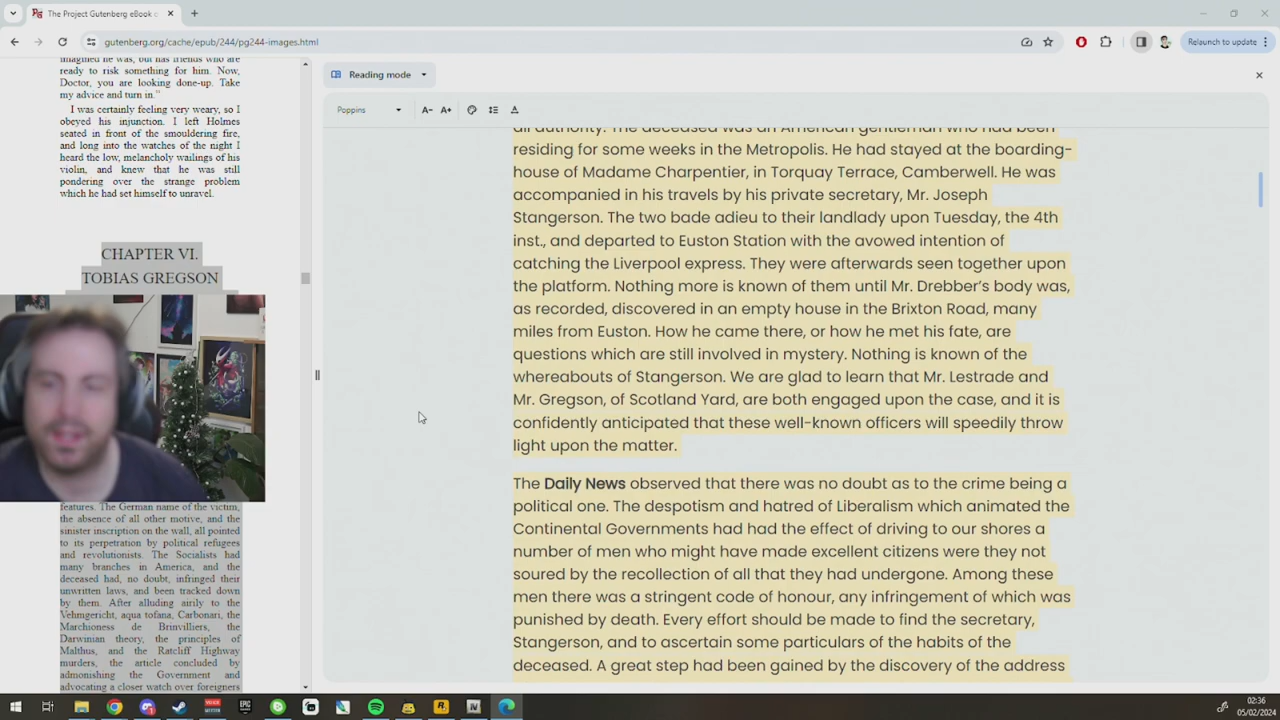 The Project Gutenberg eBook o
gutenberg.org/cache/epub/244/pg244-images.html
Relaunch to update
imagined he was, but has friends who are
ready to risk something for him. Now,
Doctor, you are looking done-up. Take
my advice and turn in.”
I was certainly feeling very weary, so I
obeyed his injunction. I left Holmes
seated in front of the smouldering fire,
and long into the watches of the night I
heard the low, melancholy wailings of his
violin, and knew that he was still
pondering over the strange problem
which he had set himself to unravel.
CHAPTER VI.
TOBIAS GREGSON
features. The German name of the victim,
the absence of all other motive, and the
sinister inscription on the wall, all pointed
to its perpetration by political refugees
and revolutionists. The Socialists had
many branches in America, and the
deceased had, no doubt, infringed their
unwritten laws, and been tracked down
by them. After alluding airily to the
Vehmgericht, aqua tofana, Carbonari, the
Marchioness de Brinvilliers, the
Darwinian theory, the principles of
Malthus, and the Ratcliff Highway
murders, the article concluded by
admonishing the Government and
advocating a closer watch over foreigners
Reading mode
Poppins
A- A+
all authority. The deceased was an American gentleman who had been
residing for some weeks in the Metropolis. He had stayed at the boarding-
house of Madame Charpentier, in Torquay Terrace, Camberwell. He was
accompanied in his travels by his private secretary, Mr. Joseph
Stangerson. The two bade adieu to their landlady upon Tuesday, the 4th
inst., and departed to Euston Station with the avowed intention of
catching the Liverpool express. They were afterwards seen together upon
the platform. Nothing more is known of them until Mr. Drebber’s body was,
as recorded, discovered in an empty house in the Brixton Road, many
miles from Euston. How he came there, or how he met his fate, are
questions which are still involved in mystery. Nothing is known of the
whereabouts of Stangerson. We are glad to learn that Mr. Lestrade and
Mr. Gregson, of Scotland Yard, are both engaged upon the case, and it is
confidently anticipated that these well-known officers will speedily throw
light upon the matter.
The Daily News observed that there was no doubt as to the crime being a
political one. The despotism and hatred of Liberalism which animated the
Continental Governments had had the effect of driving to our shores a
number of men who might have made excellent citizens were they not
soured by the recollection of all that they had undergone. Among these
men there was a stringent code of honour, any infringement of which was
punished by death. Every effort should be made to find the secretary,
Stangerson, and to ascertain some particulars of the habits of the
deceased. A great step had been gained by the discovery of the address
02:36
05/02/2024